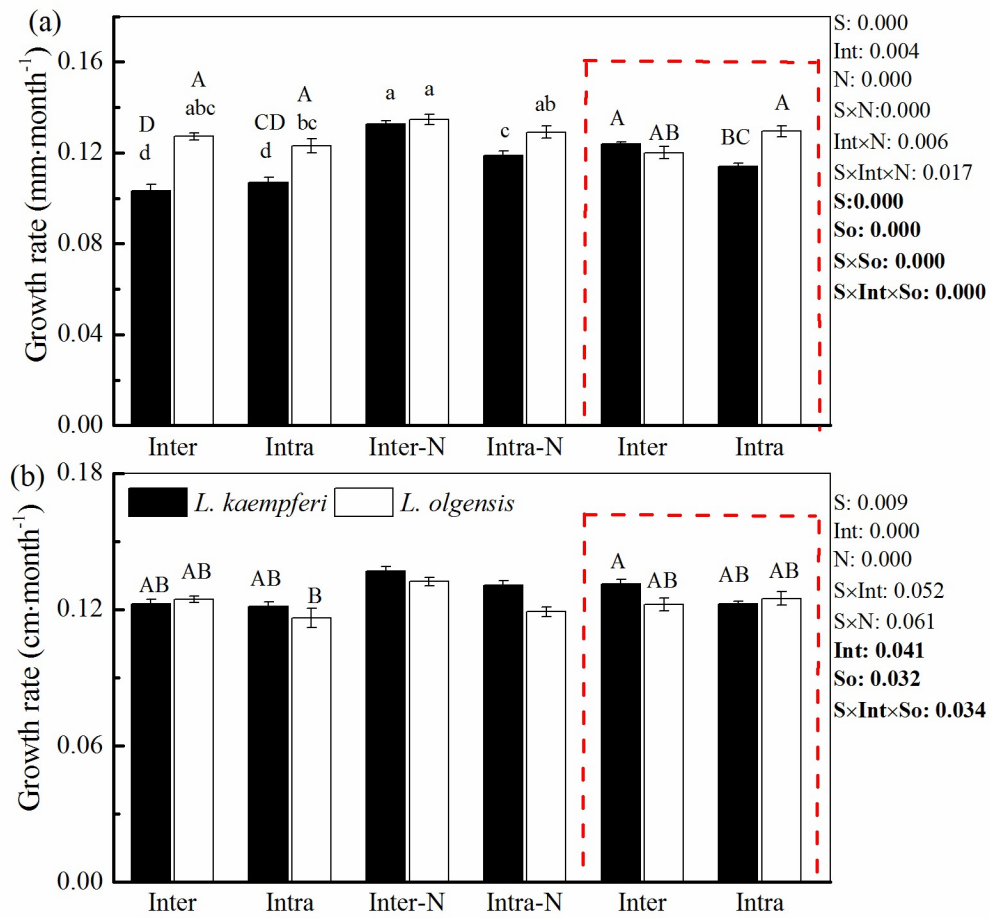 (a)
Growth rate (mm·month⁻¹)
0.16
0.12
0.08
0.04
0.00
D
d
A
abc
CD
d
A
bc
a
a
c
ab
A
AB
BC
A
Inter
Intra
Inter-N
Intra-N
Inter
Intra
S: 0.000
Int: 0.004
N: 0.000
S×N:0.000
Int×N: 0.006
S×Int×N: 0.017
S:0.000
So: 0.000
S×So: 0.000
S×Int×So: 0.000
(b)
Growth rate (cm·month⁻¹)
0.18
0.12
0.06
0.00
L. kaempferi
L. olgensis
AB
AB
AB
B
A
AB
AB
AB
Inter
Intra
Inter-N
Intra-N
Inter
Intra
S: 0.009
Int: 0.000
N: 0.000
S×Int: 0.052
S×N: 0.061
Int: 0.041
So: 0.032
S×Int×So: 0.034